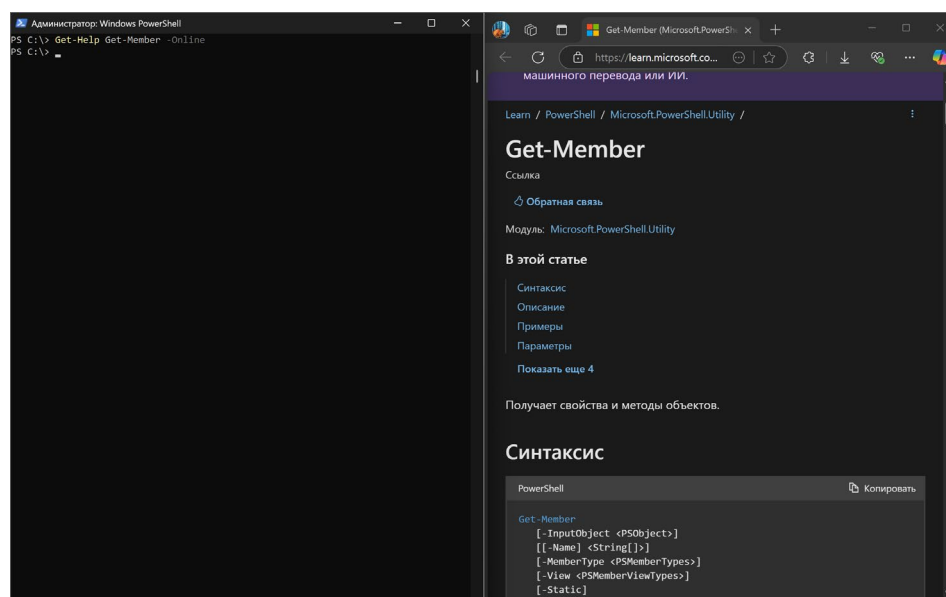 Администратор: Windows PowerShell
PS C:\> Get-Help Get-Member -Online
PS C:\>
Get-Member (Microsoft.PowerSh
https://learn.microsoft.co...
машинного перевода или ИИ.
Learn / PowerShell / Microsoft.PowerShell.Utility /
Get-Member
Ссылка
Обратная связь
Модуль: Microsoft.PowerShell.Utility
В этой статье
Синтаксис
Описание
Примеры
Параметры
Показать еще 4
Получает свойства и методы объектов.
Синтаксис
PowerShell
Копировать
Get-Member
[-InputObject <PSObject>]
[[-Name] <String[]>]
[-MemberType <PSMemberTypes>]
[-View <PSMemberViewTypes>]
[-Static]